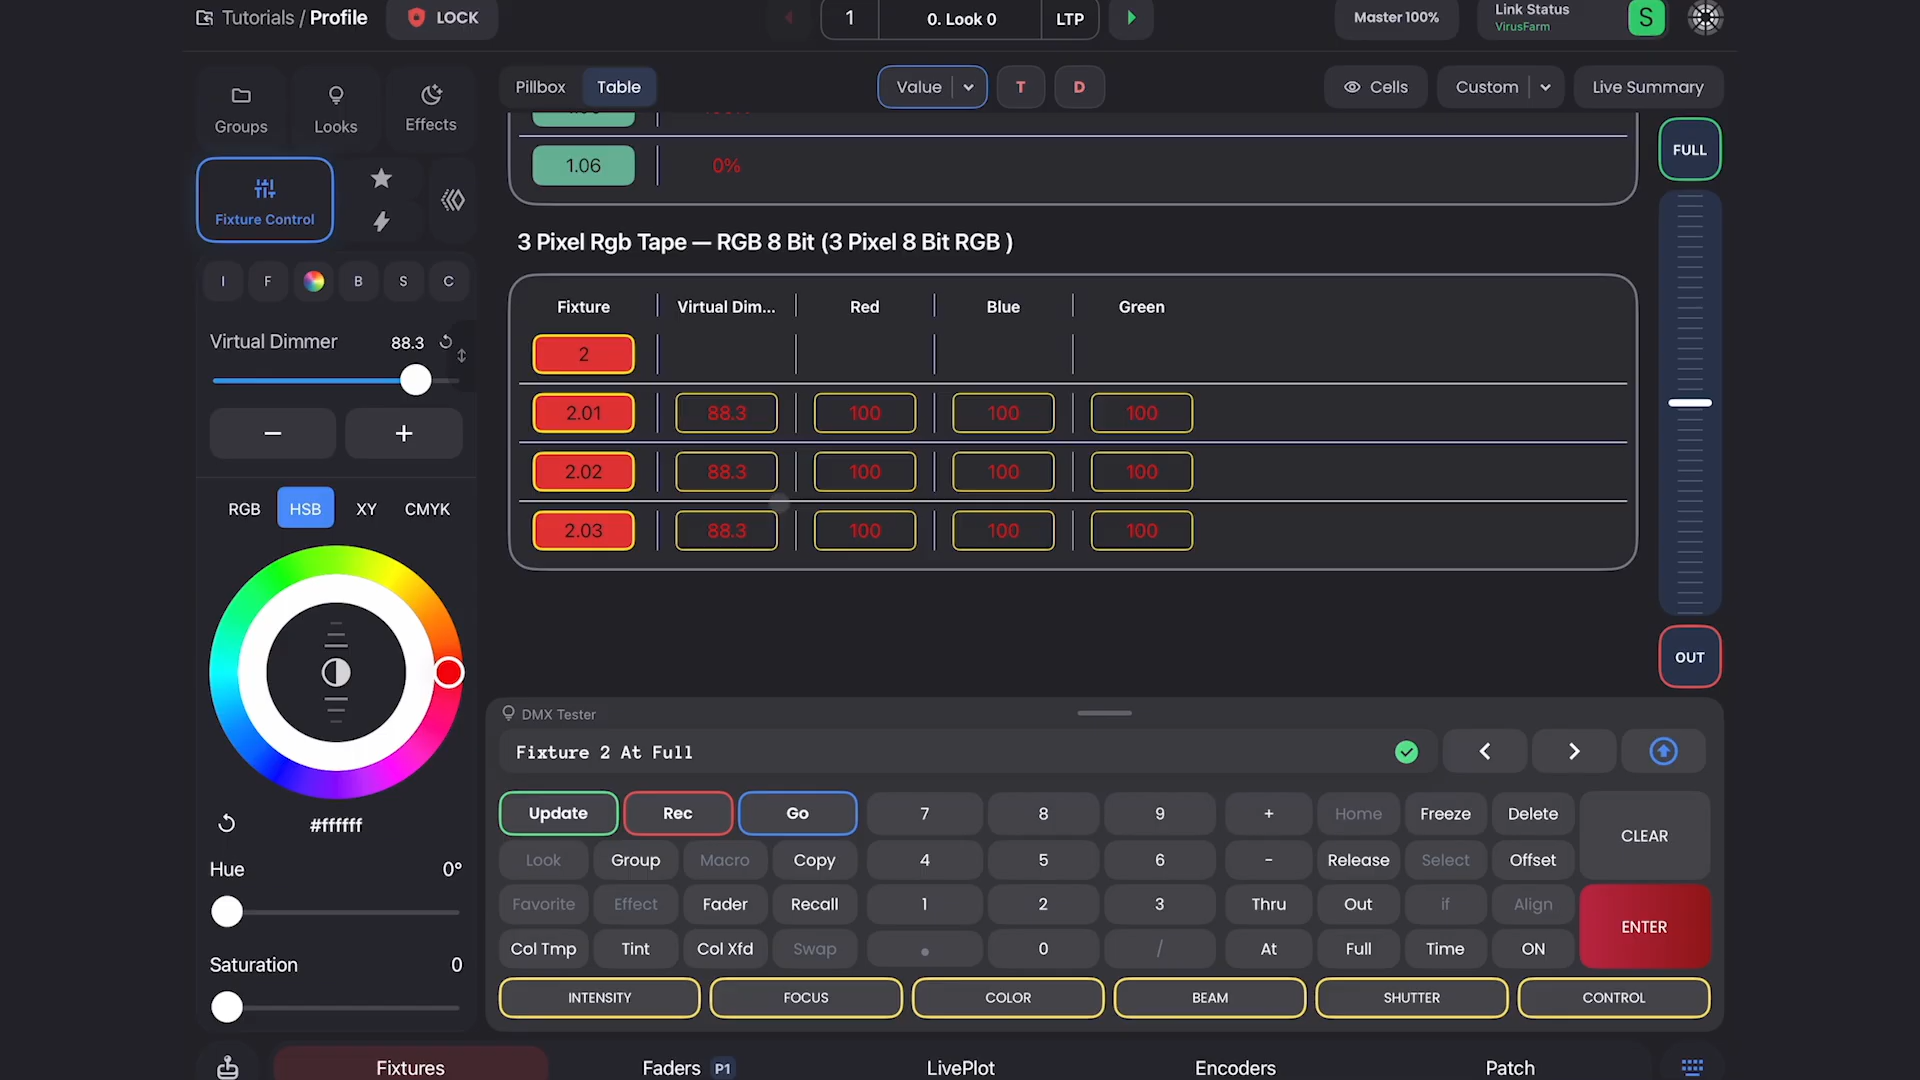 Tutorials / Profile
LOCK
1
0. Look 0
LTP
Master 100%
Link Status
VirusFarm
S
Groups
Looks
Effects
Fixture Control
Pillbox
Table
Value
T
D
Cells
Custom
Live Summary
1.06
0%
FULL
3 Pixel Rgb Tape — RGB 8 Bit (3 Pixel 8 Bit RGB )
Fixture Virtual Dim... Red Blue Green
2
2.01 88.3 100 100 100
2.02 88.3 100 100 100
2.03 88.3 100 100 100
OUT
I F B S C
Virtual Dimmer 88.3
− +
RGB HSB XY CMYK
#ffffff
Hue 0°
Saturation 0
DMX Tester
Fixture 2 At Full
Update Rec Go 7 8 9 + Home Freeze Delete CLEAR
Look Group Macro Copy 4 5 6 - Release Select Offset
Favorite Effect Fader Recall 1 2 3 Thru Out if Align ENTER
Col Tmp Tint Col Xfd Swap . 0 / At Full Time ON
INTENSITY FOCUS COLOR BEAM SHUTTER CONTROL
Fixtures Faders P1 LivePlot Encoders Patch